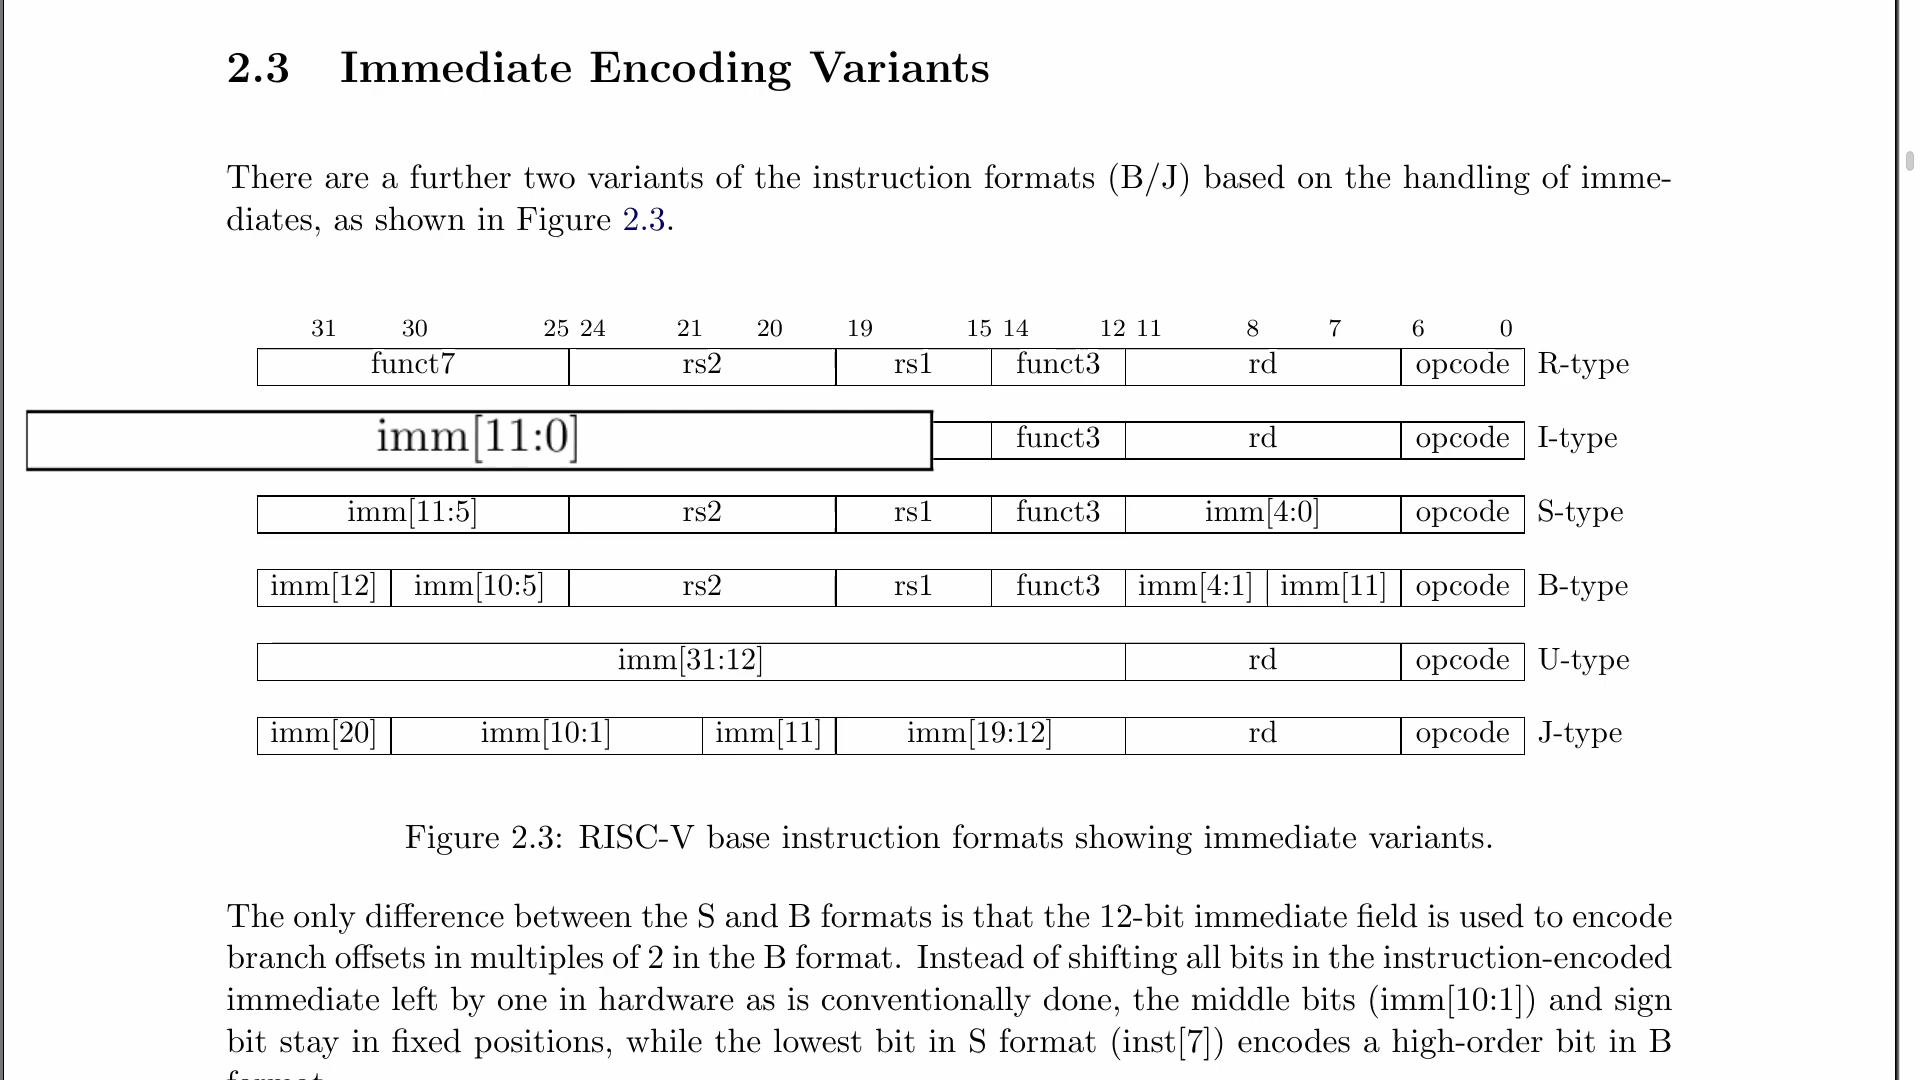 2.3 Immediate Encoding Variants
There are a further two variants of the instruction formats (B/J) based on the handling of imme-
diates, as shown in Figure 2.3.
31 30 25 24 21 20 19 15 14 12 11 8 7 6 0
funct7 rs2 rs1 funct3 rd opcode R-type
imm[11:0] funct3 rd opcode I-type
imm[11:5] rs2 rs1 funct3 imm[4:0] opcode S-type
imm[12] imm[10:5] rs2 rs1 funct3 imm[4:1] imm[11] opcode B-type
imm[31:12] rd opcode U-type
imm[20] imm[10:1] imm[11] imm[19:12] rd opcode J-type
Figure 2.3: RISC-V base instruction formats showing immediate variants.
The only difference between the S and B formats is that the 12-bit immediate field is used to encode
branch offsets in multiples of 2 in the B format. Instead of shifting all bits in the instruction-encoded
immediate left by one in hardware as is conventionally done, the middle bits (imm[10:1]) and sign
bit stay in fixed positions, while the lowest bit in S format (inst[7]) encodes a high-order bit in B